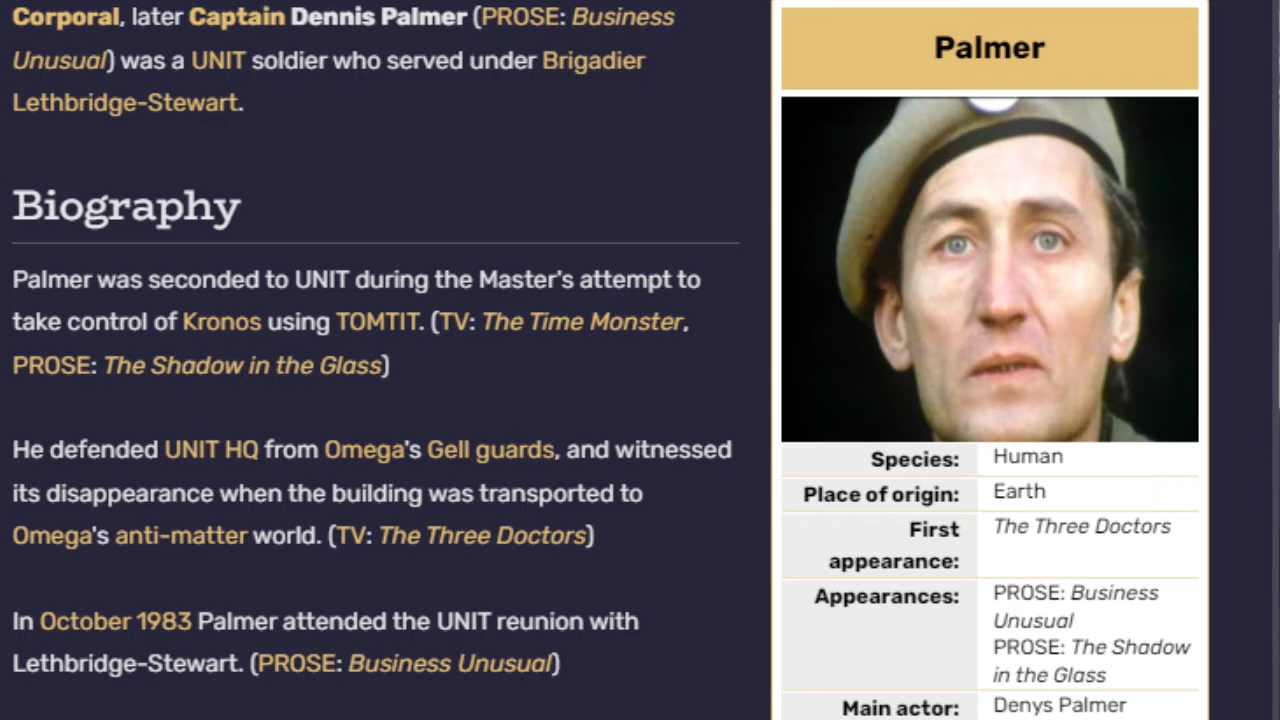 Corporal, later Captain Dennis Palmer (PROSE: Business
Unusual) was a UNIT soldier who served under Brigadier
Lethbridge-Stewart.
Biography
Palmer was seconded to UNIT during the Master's attempt to
take control of Kronos using TOMTIT. (TV: The Time Monster,
PROSE: The Shadow in the Glass)
He defended UNIT HQ from Omega's Gell guards, and witnessed
its disappearance when the building was transported to
Omega's anti-matter world. (TV: The Three Doctors)
In October 1983 Palmer attended the UNIT reunion with
Lethbridge-Stewart. (PROSE: Business Unusual)
Palmer
Species: Human
Place of origin: Earth
First The Three Doctors
appearance:
Appearances: PROSE: Business
Unusual
PROSE: The Shadow
in the Glass
Main actor: Denys Palmer